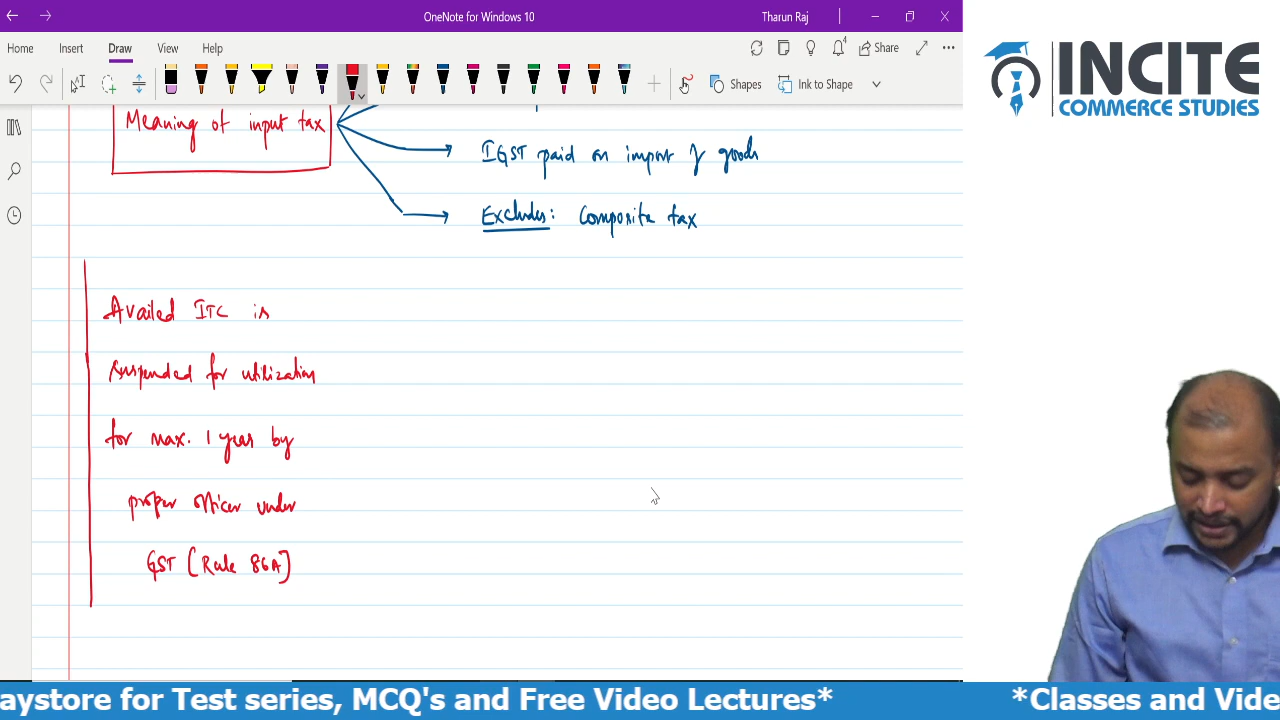 OneNote for Windows 10
Tharun Raj
Home Insert Draw View Help
4
Share
Shapes
Ink to Shape
INCITE
COMMERCE STUDIES
Meaning of input tax
IGST paid on import of goods
Excludes: Composite tax
Availed ITC is
suspended for utilization
for max. 1 year by
proper officer under
GST [Rule 86A]
aystore for Test series, MCQ's and Free Video Lectures* *Classes and Vide